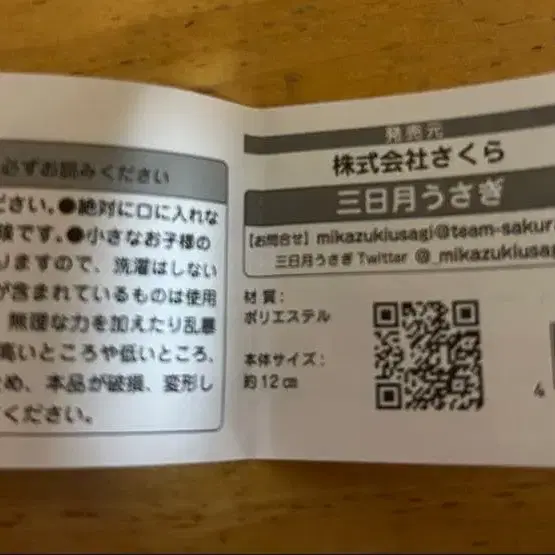 必ずお読みください
ださい。●絶対に口に入れな
険です。●小さなお子様の
りますので、洗濯はしない
が含まれているものは使用
無理な力を加えたり乱暴
高いところや低いところ、
ため、本品が破損、変形し
ください。
発売元
株式会社さくら
三日月うさぎ
【お問合せ】mikazukiusagi@team-sakura
三日月うさぎ Twitter @_mikazukiusag
材質:
ポリエステル
本体サイズ:
約12cm
4